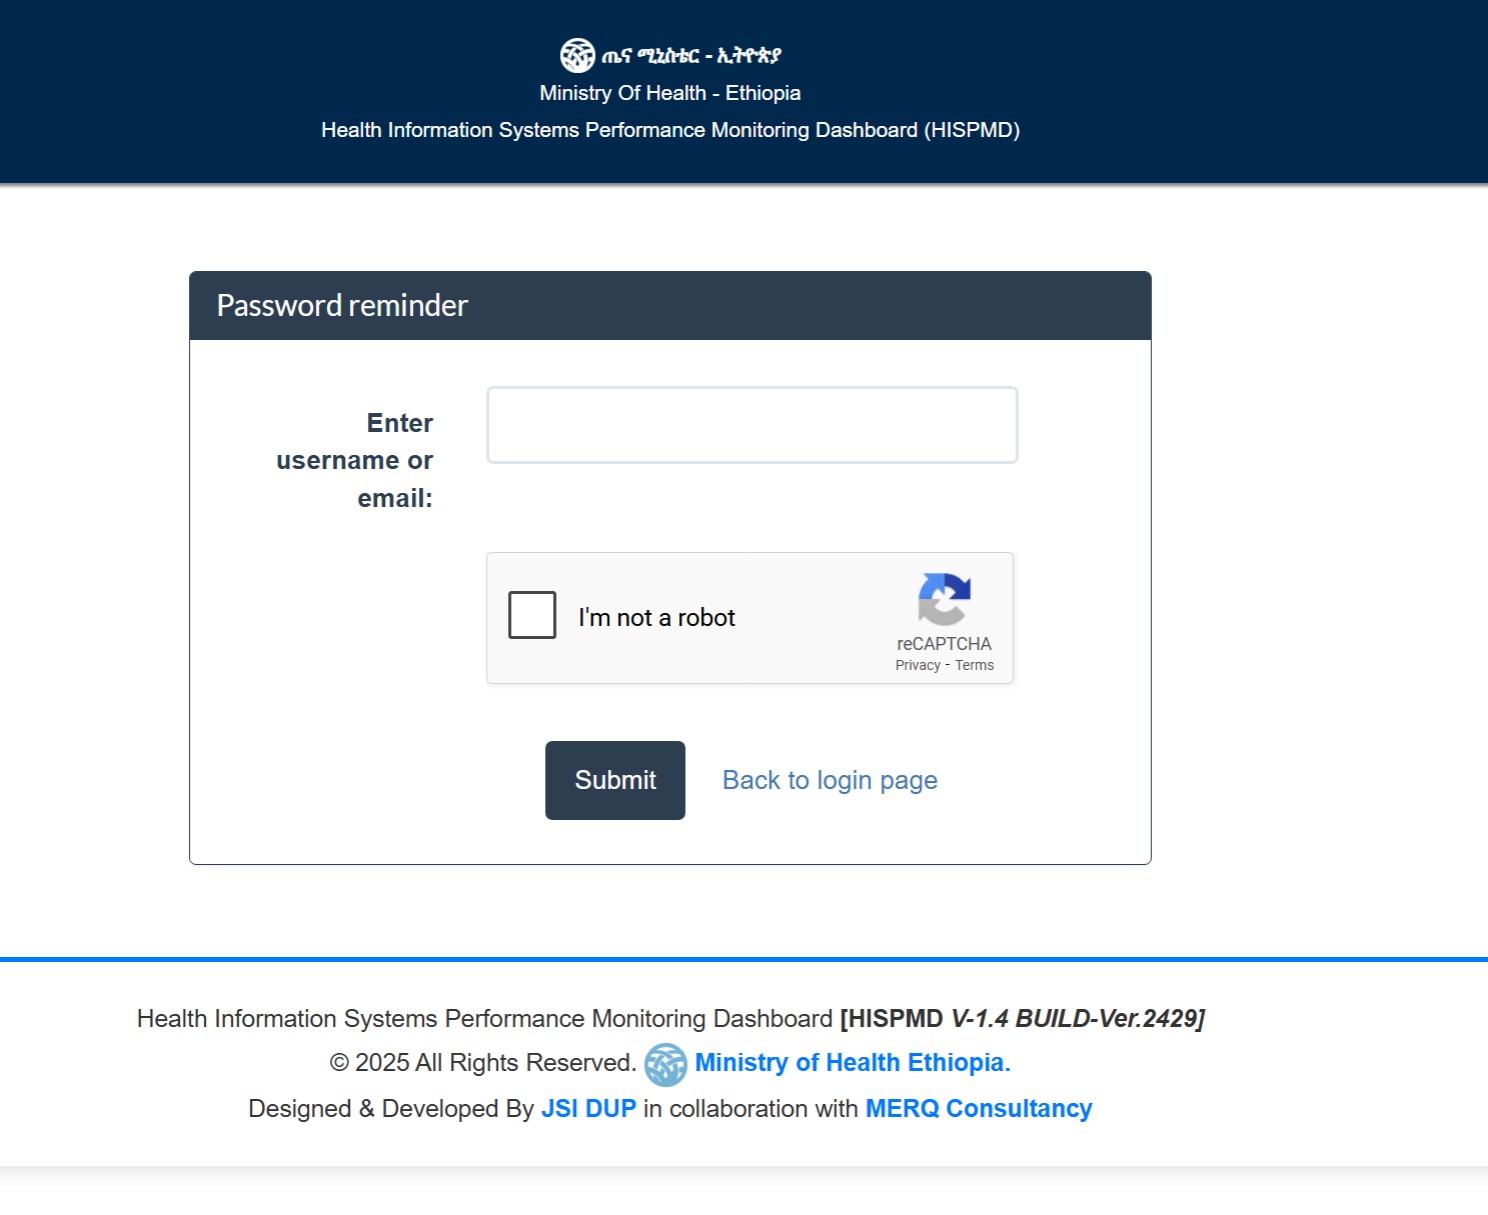 ጤና ሚኒስቴር - ኢትዮጵያ
Ministry Of Health - Ethiopia
Health Information Systems Performance Monitoring Dashboard (HISPMD)
Password reminder
Enter
username or
email:
I'm not a robot
reCAPTCHA
Privacy - Terms
Submit Back to login page
Health Information Systems Performance Monitoring Dashboard [HISPMD V-1.4 BUILD-Ver.2429]
© 2025 All Rights Reserved. Ministry of Health Ethiopia.
Designed & Developed By JSI DUP in collaboration with MERQ Consultancy